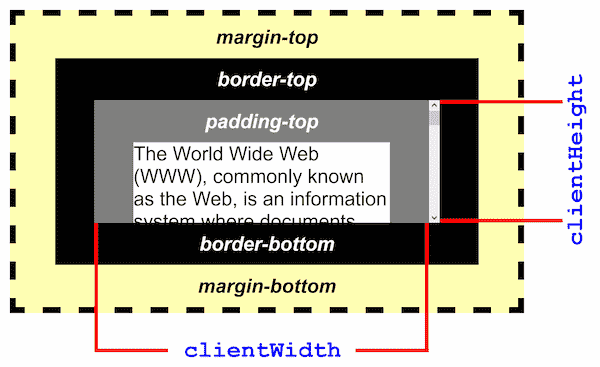 margin-top
border-top
padding-top
The World Wide Web
(WWW), commonly known
as the Web, is an information
system where documents
border-bottom
margin-bottom
clientWidth
clientHeight